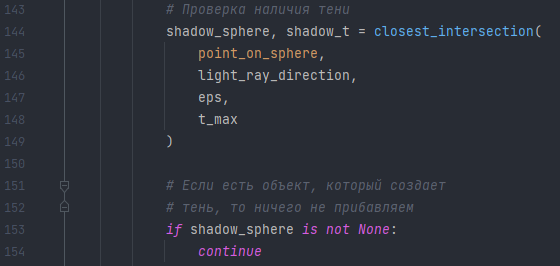 143 # Проверка наличия тени
144 shadow_sphere, shadow_t = closest_intersection(
145 point_on_sphere,
146 light_ray_direction,
147 eps,
148 t_max
149 )
150
151 # Если есть объект, который создает
152 # тень, то ничего не прибавляем
153 if shadow_sphere is not None:
154 continue